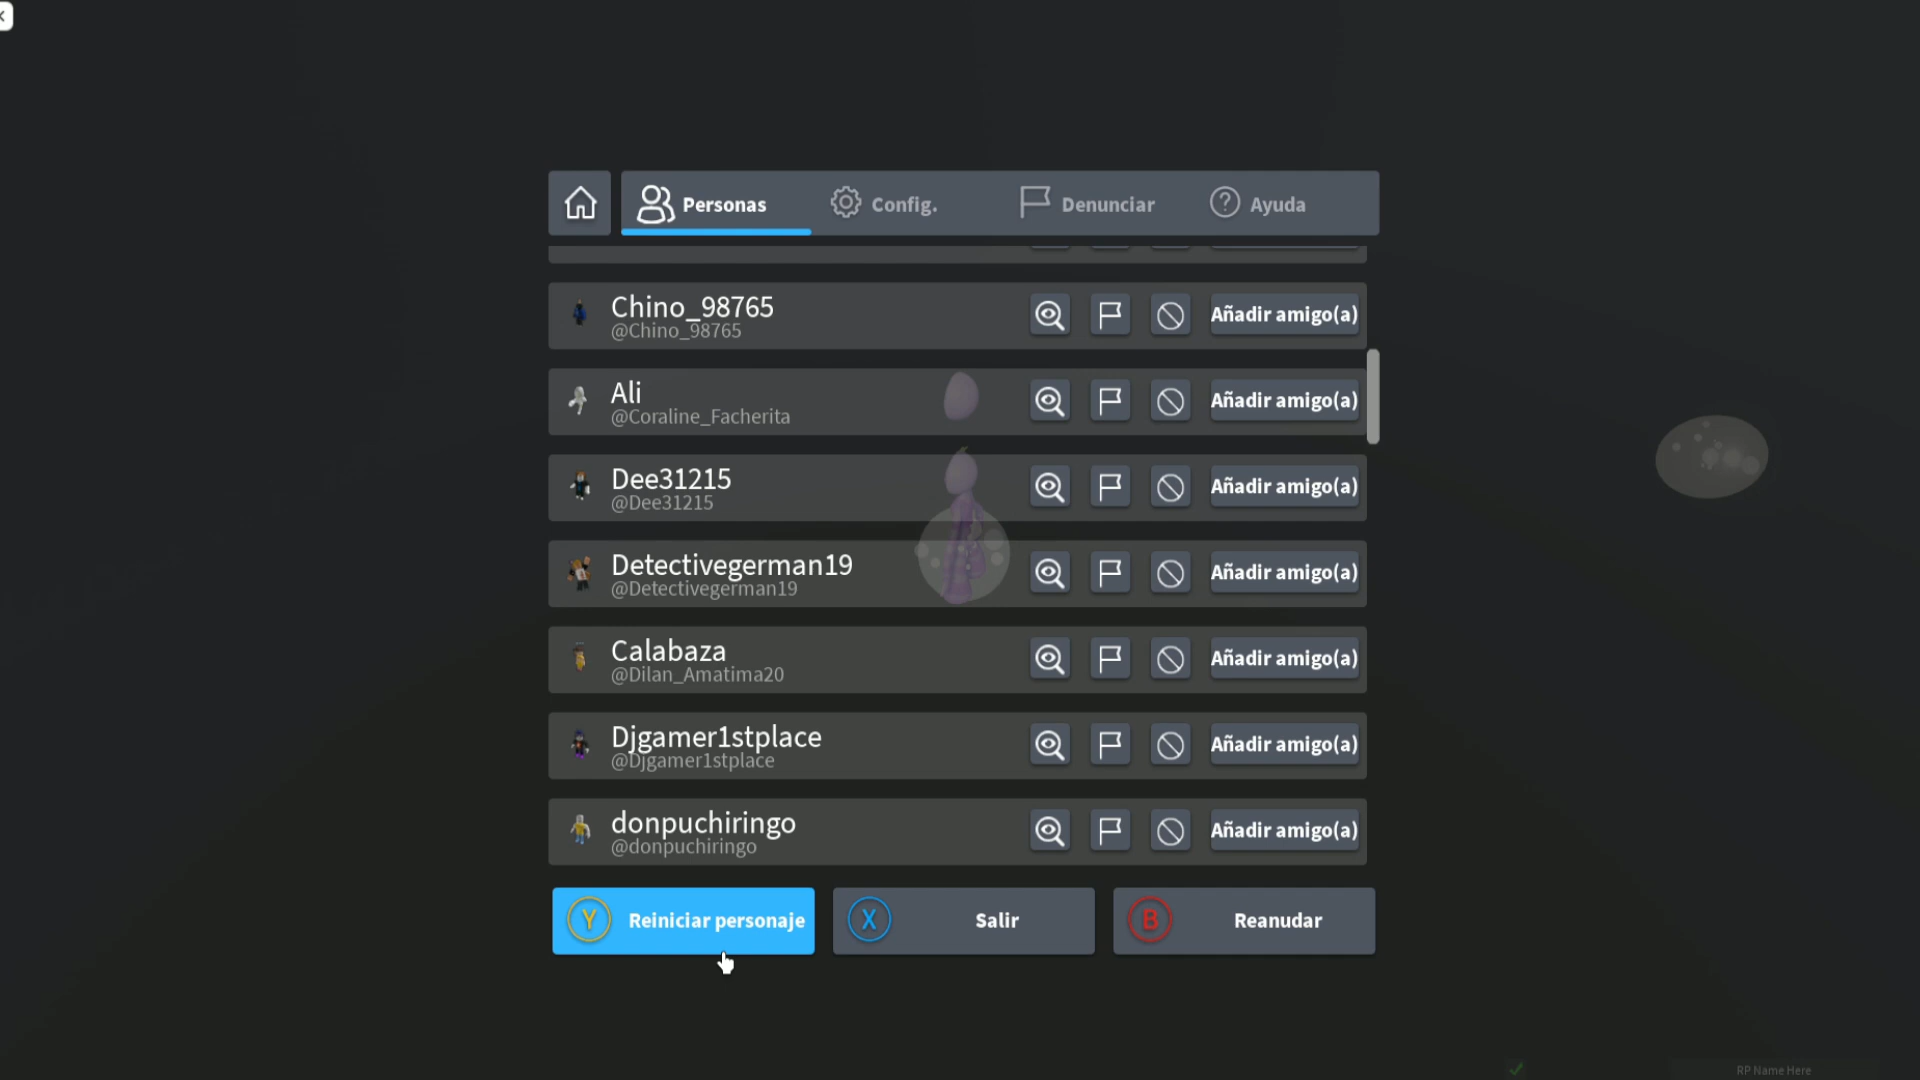 Personas
Config.
Denunciar
Ayuda
Chino_98765
@Chino_98765
Añadir amigo(a)
Ali
@Coraline_Facherita
Añadir amigo(a)
Dee31215
@Dee31215
Añadir amigo(a)
Detectivegerman19
@Detectivegerman19
Añadir amigo(a)
Calabaza
@Dilan_Amatima20
Añadir amigo(a)
Djgamer1stplace
@Djgamer1stplace
Añadir amigo(a)
donpuchiringo
@donpuchiringo
Añadir amigo(a)
Y Reiniciar personaje
X Salir
B Reanudar
RP Name Here